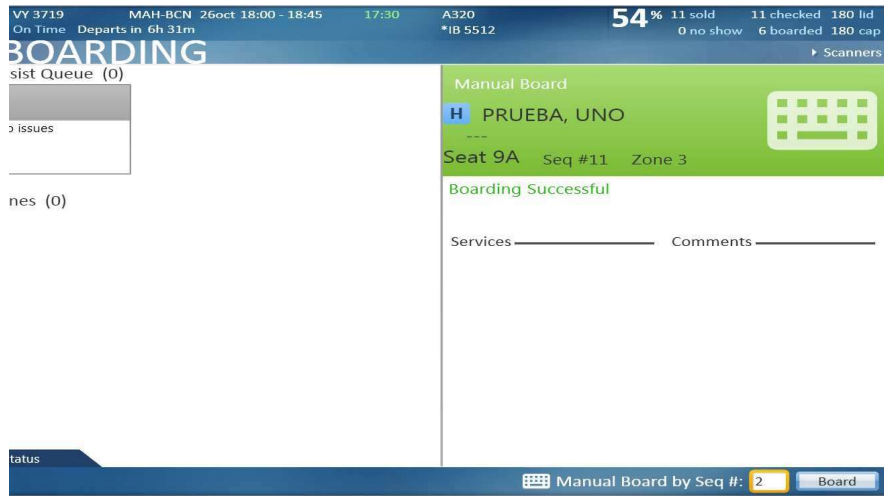 VY 3719 MAH-BCN 26oct 18:00 - 18:45 17:30 A320 54% 11 sold 11 checked 180 lid
On Time Departs in 6h 31m *IB 5512 0 no show 6 boarded 180 cap
BOARDING
Scanners
sist Queue (0)
o issues
nes (0)
Manual Board
H PRUEBA, UNO
---
Seat 9A Seq #11 Zone 3
Boarding Successful
Services Comments
tatus
Manual Board by Seq #: 2 Board